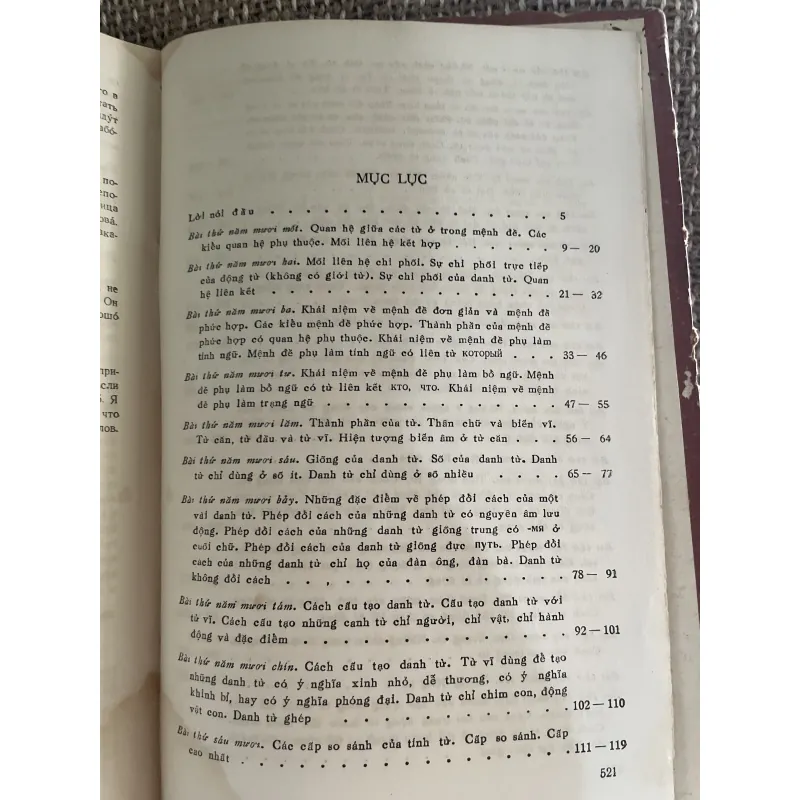 го в
тать
дут
або-
по-
епо-
ица
ова.
ака-
не
Он
ошо
при-
сли
. Я
что
лов.
MỤC LỤC
Lời nói đầu . . . . . . . . . . . . . . . . 5
Bài thứ năm mươi mốt. Quan hệ giữa các từ ở trong mệnh đề. Các
kiểu quan hệ phụ thuộc. Mối liên hệ kết hợp . . . . . . 9— 20
Bài thứ năm mươi hai. Mối liên hệ chi phối. Sự chi phối trực tiếp
của động từ (không có giới từ). Sự chi phối của danh từ. Quan
hệ liên kết . . . . . . . . . . . . . . . 21— 32
Bài thứ năm mươi ba. Khái niệm về mệnh đề đơn giản và mệnh đề
phức hợp. Các kiểu mệnh đề phức hợp. Thành phần của mệnh đề
phức hợp có quan hệ phụ thuộc. Khái niệm về mệnh đề phụ làm
tính ngữ. Mệnh đề phụ làm tính ngữ có liên từ который . . . 33— 46
Bài thứ năm mươi tư. Mệnh đề phụ làm bổ ngữ. Mệnh
đề phụ làm bổ ngữ có từ liên kết кто, что. Khái niệm về mệnh
đề phụ làm trạng ngữ . . . . . . . . . . . . . 47— 55
Bài thứ năm mươi lăm. Thành phần của từ. Thân chữ và biến vĩ.
Từ căn, từ đầu và từ vĩ. Hiện tượng biến âm ở từ căn . . . 56— 64
Bài thứ năm mươi sáu. Giống của danh từ. Số của danh từ. Danh
từ chỉ dùng ở số ít. Danh từ chỉ dùng ở số nhiều . . . . 65— 77
Bài thứ năm mươi bảy. Những đặc điểm về phép đổi cách của một
vài danh từ. Phép đổi cách của những danh từ có nguyên âm lưu
động. Phép đổi cách của những danh từ giống trung có -мя ở
cuối chữ. Phép đổi cách của danh từ giống đực путь. Phép đổi
cách của những danh từ chỉ họ của đàn ông, đàn bà. Danh từ
không đổi cách . . . , . . . . . . . . . . 78— 91
Bài thứ năm mươi tám. Cách cấu tạo danh từ. Cấu tạo danh từ với
từ vĩ. Cách cấu tạo những canh từ chỉ người, chỉ vật, chỉ hành
động và đặc điểm . . . . . . . . . . . . . 92—101
Bài thứ năm mươi chín. Cách cấu tạo danh từ. Từ vĩ dùng để tạo
những danh từ có ý nghĩa xinh nhỏ, dễ thương, có ý nghĩa
khinh bỉ, hay có ý nghĩa phóng đại. Danh từ chỉ chim con, động
vật con. Danh từ ghép . . . . . . . . . . . 102—110
Bài thứ sáu mươi. Các cấp so sánh của tính từ. Cấp so sánh. Cấp
cao nhất . . . . . . . . . . . . . . . . 111—119
521